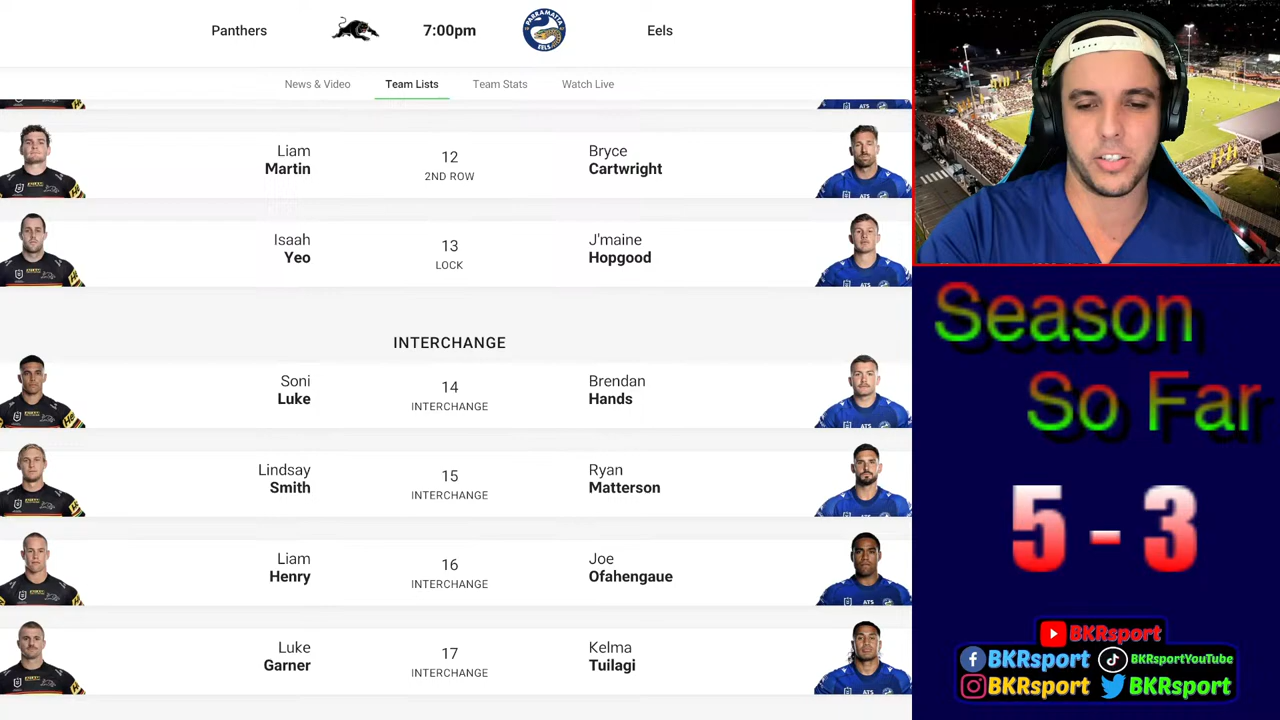 Panthers 7:00pm PARRAMATTA EELS Eels
News & Video Team Lists Team Stats Watch Live
Liam Martin 12 2ND ROW Bryce Cartwright
Isaah Yeo 13 LOCK J'maine Hopgood
INTERCHANGE
Soni Luke 14 INTERCHANGE Brendan Hands
Lindsay Smith 15 INTERCHANGE Ryan Matterson
Liam Henry 16 INTERCHANGE Joe Ofahengaue
Luke Garner 17 INTERCHANGE Kelma Tuilagi
Season
So Far
5 - 3
BKRsport
BKRsport BKRsportYouTube
BKRsport BKRsport